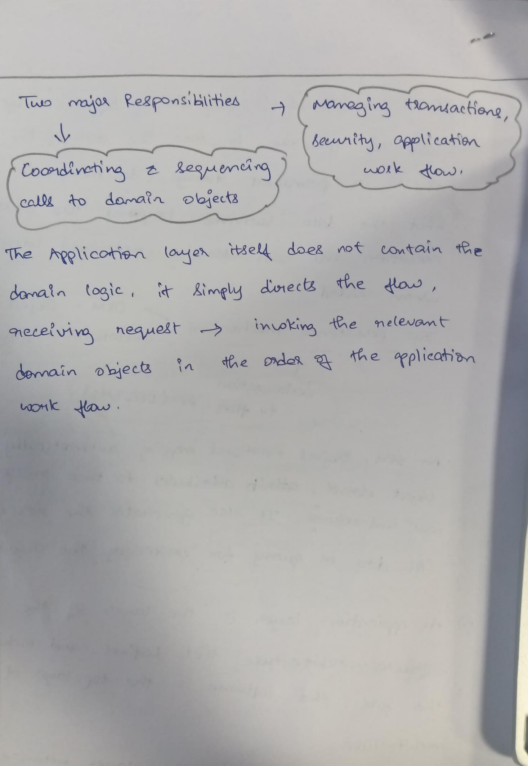 Two major Responsibilities →
Managing transactions,
security, application
work flow.
↓
Coordinating & sequencing
calls to domain objects
The Application layer itself does not contain the
domain logic, it simply directs the flow,
receiving request → invoking the relevant
domain objects in the order of the application
work flow.